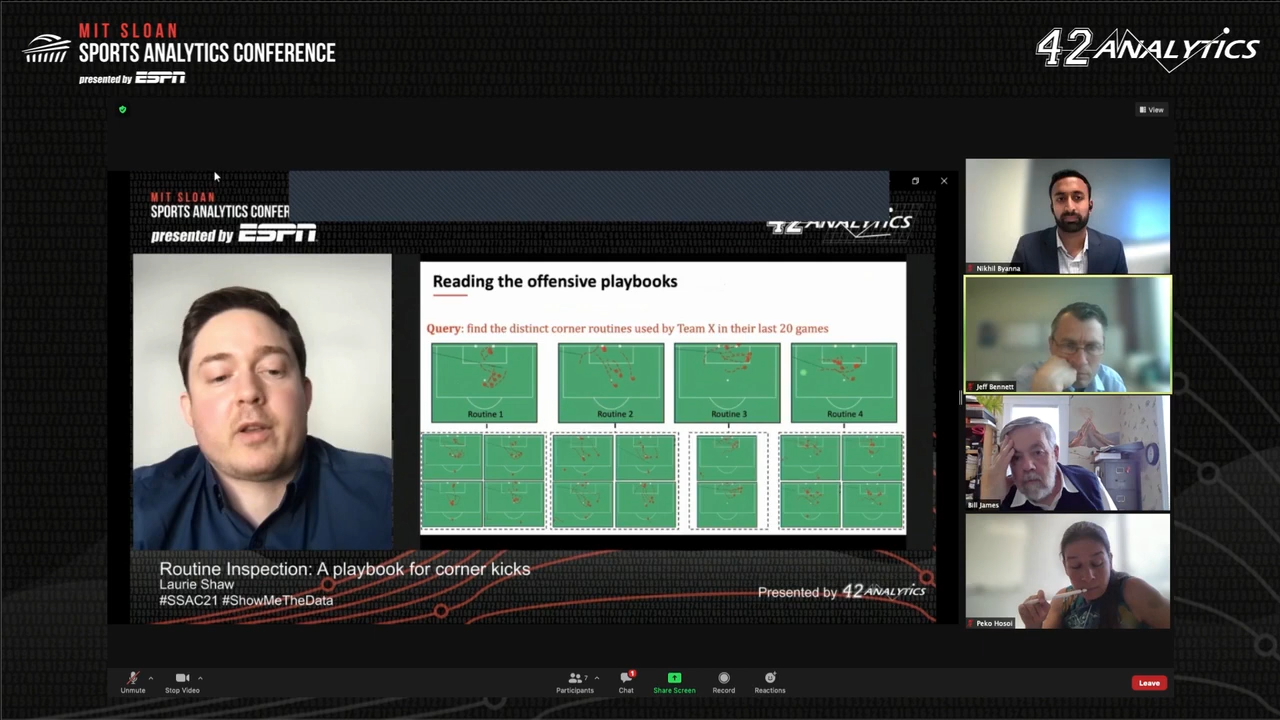 MIT SLOAN
SPORTS ANALYTICS CONFERENCE
presented by ESPN
42 ANALYTICS
View
MIT SLOAN
SPORTS ANALYTICS CONFER
presented by ESPN
42 ANALYTICS
Reading the offensive playbooks
Query: find the distinct corner routines used by Team X in their last 20 games
Routine 1
Routine 2
Routine 3
Routine 4
Routine Inspection: A playbook for corner kicks
Laurie Shaw
#SSAC21 #ShowMeTheData
Presented by 42 ANALYTICS
Nikhil Byanna
Jeff Bennett
Bill James
Peko Hosoi
Unmute
Stop Video
Participants
7
Chat
1
Share Screen
Record
Reactions
Leave